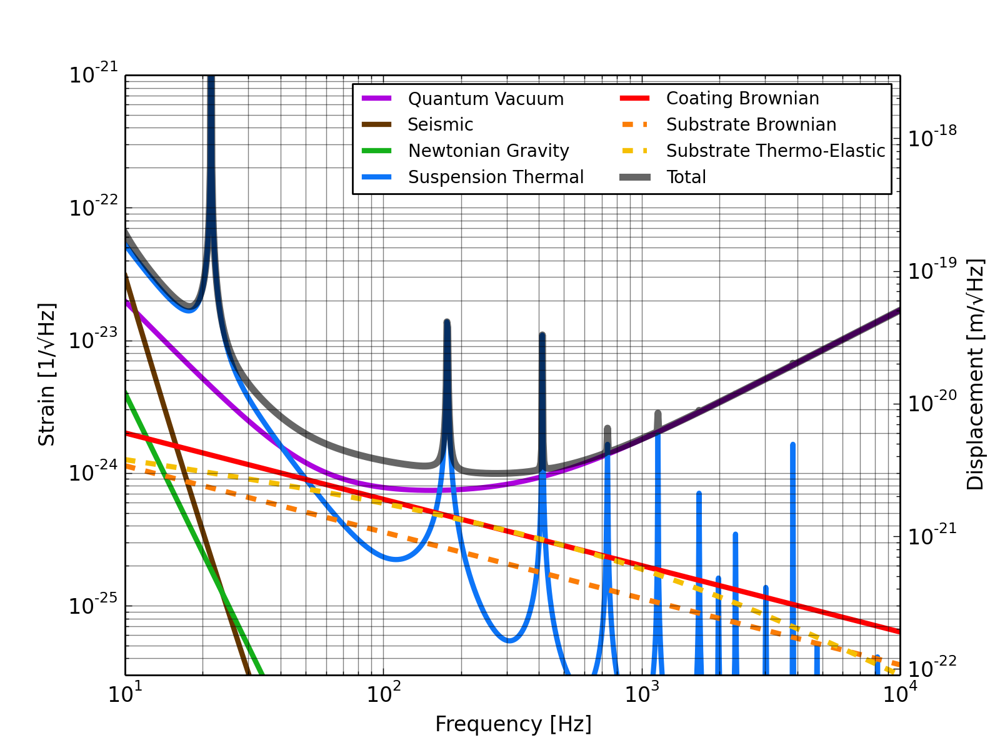 10^-21
10^-22
10^-23
10^-24
10^-25
Strain [1/√Hz]
Quantum Vacuum
Seismic
Newtonian Gravity
Suspension Thermal
Coating Brownian
Substrate Brownian
Substrate Thermo-Elastic
Total
10^-18
10^-19
10^-20
10^-21
10^-22
Displacement [m/√Hz]
10^1
10^2
10^3
10^4
Frequency [Hz]